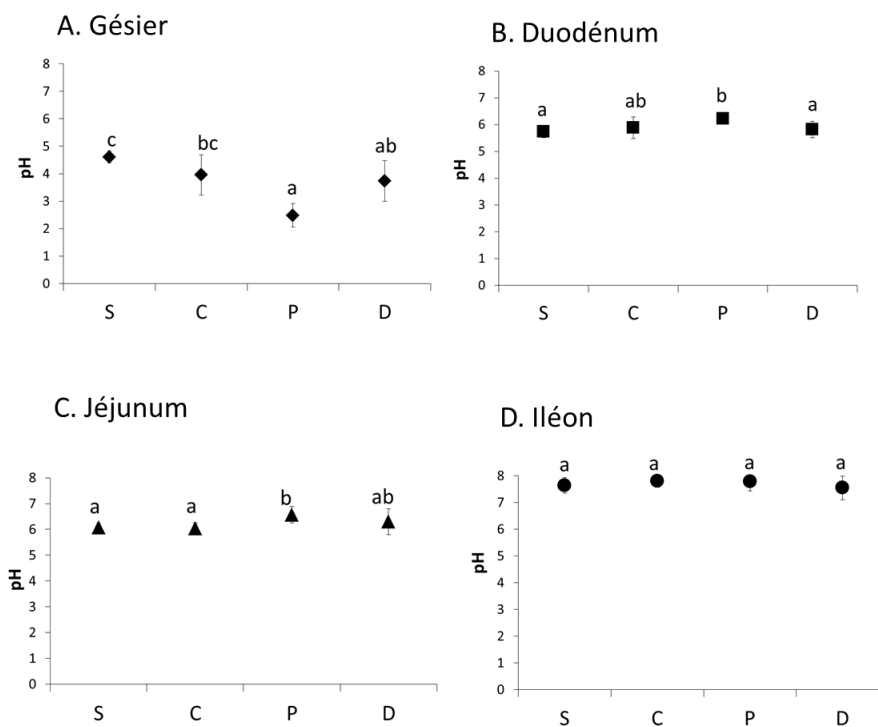 A. Gésier
8
7
6
5
4
3
2
1
0
pH
c
bc
a
ab
S C P D
B. Duodénum
8
7
6
5
4
3
2
1
0
pH
a
ab
b
a
S C P D
C. Jéjunum
8
7
6
5
4
3
2
1
0
pH
a
a
b
ab
S C P D
D. Iléon
8
7
6
5
4
3
2
1
0
pH
a
a
a
a
S C P D